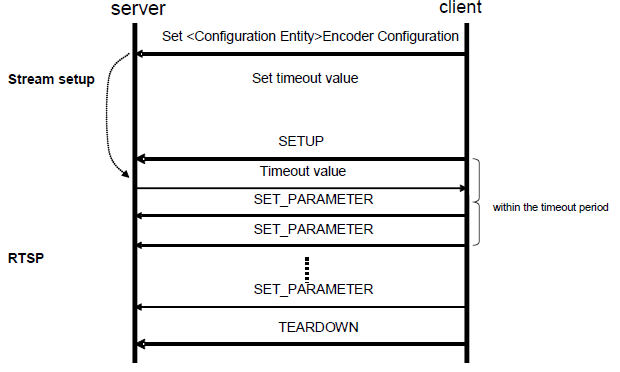 server
client
Set <Configuration Entity>Encoder Configuration
Stream setup
Set timeout value
SETUP
Timeout value
SET_PARAMETER
within the timeout period
SET_PARAMETER
RTSP
SET_PARAMETER
TEARDOWN